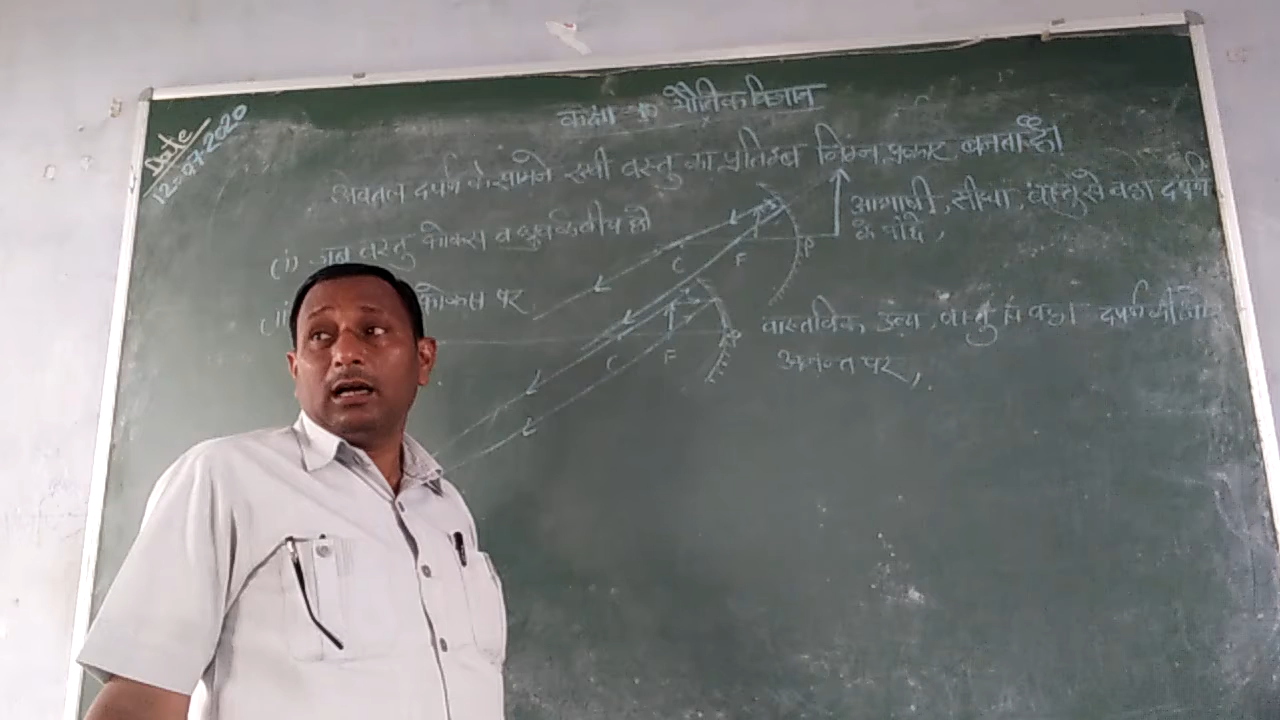 Date
12-07-2020
कक्षा - 10 भौतिक विज्ञान
अवतल दर्पण के सामने रखी वस्तु का प्रतिबिंब निम्न प्रकार बनता है।
(i) जब वस्तु फोकस व ध्रुव के बीच हो
आभासी, सीधा, वस्तु से बडा दर्पण
के पीछे,
C F P
फोकस पर
वास्तविक उल्टा, वस्तु से बडा
अनन्त पर,
C F P